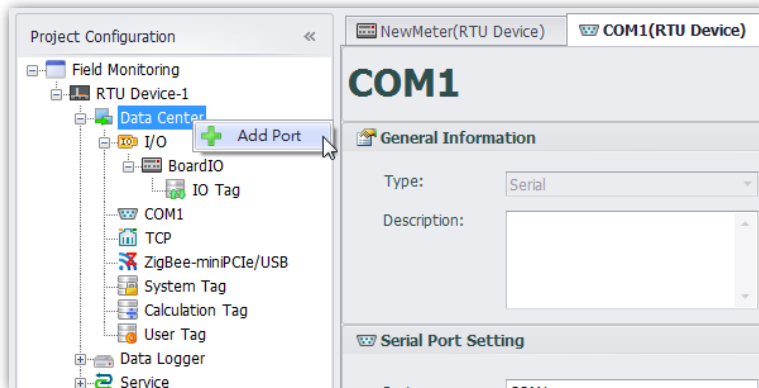 Project Configuration
Field Monitoring
RTU Device-1
Data Center
Add Port
I/O
BoardIO
IO Tag
COM1
TCP
ZigBee-miniPCIe/USB
System Tag
Calculation Tag
User Tag
Data Logger
Service
NewMeter(RTU Device)
COM1(RTU Device)
COM1
General Information
Type:
Serial
Description:
Serial Port Setting